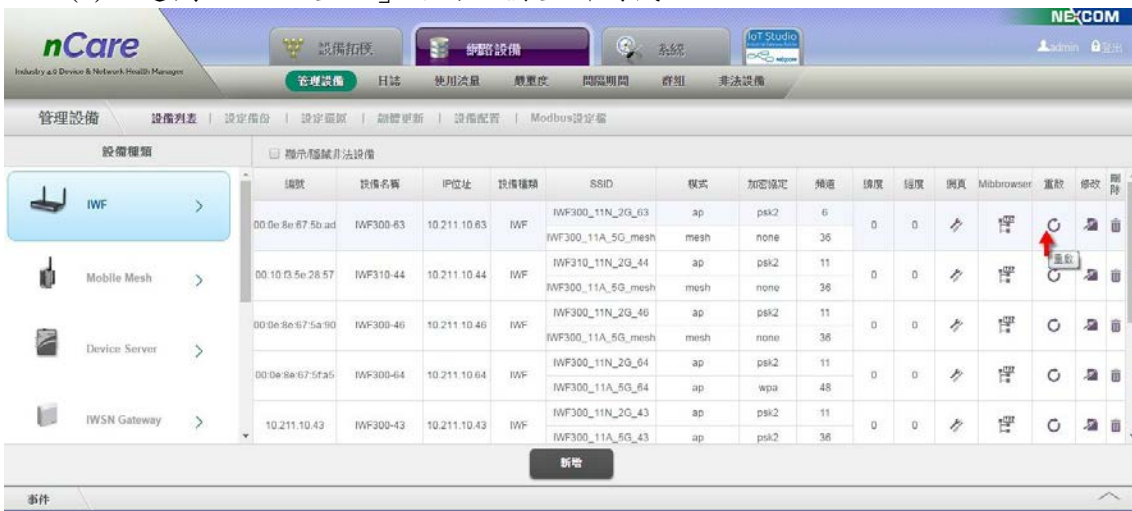 NEXCOM
nCare
Industry 4.0 Device & Network Health Manager
設備拓樸
網路設備
系統
IoT Studio
admin 登出
管理設備 日誌 使用流量 嚴重度 間隔期間 群組 非法設備
管理設備 設備列表 | 設定備份 | 設定還原 | 韌體更新 | 設備配置 | Modbus設定檔
設備種類
顯示/隱藏非法設備
編號 設備名稱 IP位址 設備種類 SSID 模式 加密協定 頻道 緯度 經度 網頁 Mibbrowser 重啟 修改 刪除
IWF
Mobile Mesh
Device Server
IWSN Gateway
00:0e:8e:67:5b:ad IWF300-63 10.211.10.63 IWF IWF300_11N_2G_63 ap psk2 6 0 0
IWF300_11A_5G_mesh mesh none 36
重啟
00:10:f3:5e:28:57 IWF310-44 10.211.10.44 IWF IWF310_11N_2G_44 ap psk2 11
IWF300_11A_5G_mesh mesh none 36
00:0e:8e:67:5a:90 IWF300-46 10.211.10.46 IWF IWF300_11N_2G_46 ap psk2 11 0 0
IWF300_11A_5G_mesh mesh none 36
00:0e:8e:67:5f:a5 IWF300-64 10.211.10.64 IWF IWF300_11N_2G_64 ap psk2 11 0 0
IWF300_11A_5G_64 ap wpa 48
10.211.10.43 IWF300-43 10.211.10.43 IWF IWF300_11N_2G_43 ap psk2 11 0 0
IWF300_11A_5G_43 ap psk2 36
新增
事件